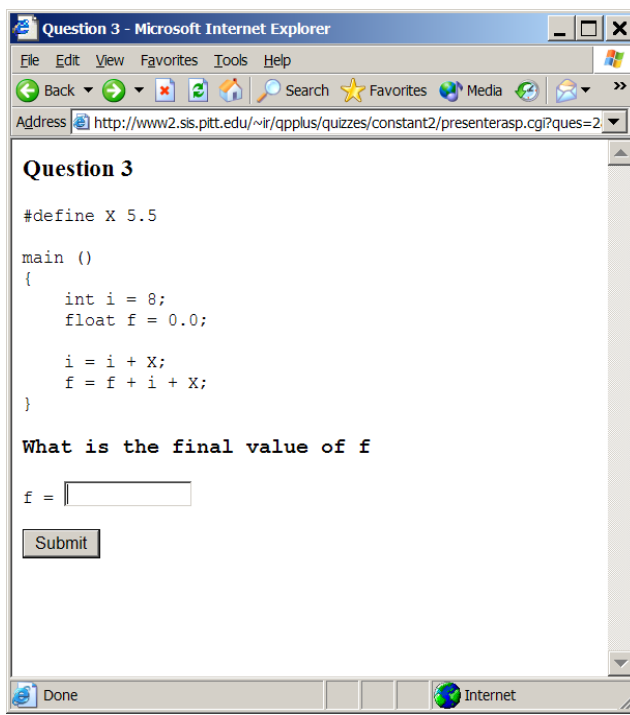 Question 3 - Microsoft Internet Explorer
File Edit View Favorites Tools Help
Back Search Favorites Media »
Address http://www2.sis.pitt.edu/~ir/qpplus/quizzes/constant2/presenterasp.cgi?ques=2
Question 3
#define X 5.5
main ()
{
int i = 8;
float f = 0.0;
i = i + X;
f = f + i + X;
}
What is the final value of f
f =
Submit
Done Internet